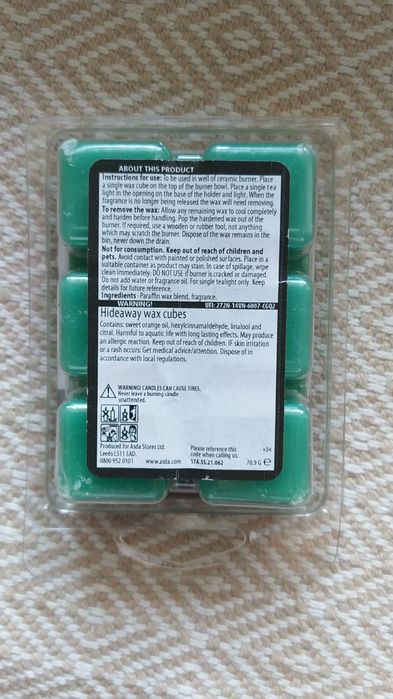 ABOUT THIS PRODUCT
Instructions for use: To be used in well of ceramic burner. Place
a single wax cube on the top of the burner bowl. Place a single tea
light in the opening on the base of the holder and light. When the
fragrance is no longer being released the wax will need removing.
To remove the wax: Allow any remaining wax to cool completely
and harden before handling. Pop the hardened wax out of the
burner. If required, use a wooden or rubber tool, not anything
which may scratch the burner. Dispose of the wax remains in the
bin, never down the drain.
Not for consumption. Keep out of reach of children and
pets. Avoid contact with painted or polished surfaces. Place in a
suitable container as product may stain. In case of spillage, wipe
clean immediately. DO NOT USE if burner is cracked or damaged.
Do not add water or fragrance oil. For single tealight only. Keep
details for future reference.
Ingredients - Paraffin wax blend, fragrance.
WARNING! UFI: 272N-14VN-6007-CGQ2
Hideaway wax cubes
Contains: sweet orange oil, hexylcinnamaldehyde, linalool and
citral. Harmful to aquatic life with long lasting effects. May produce
an allergic reaction. Keep out of reach of children. IF skin irritation
or a rash occurs: Get medical advice/attention. Dispose of in
accordance with local regulations.
WARNING! CANDLES CAN CAUSE FIRES.
Never leave a burning candle
unattended.
Produced for Asda Stores Ltd.
Leeds LS11 5AD.
0800 952 0101 www.asda.com
Please reference this
code when calling us:
17A.SS.21.062
v04
70.9 G e